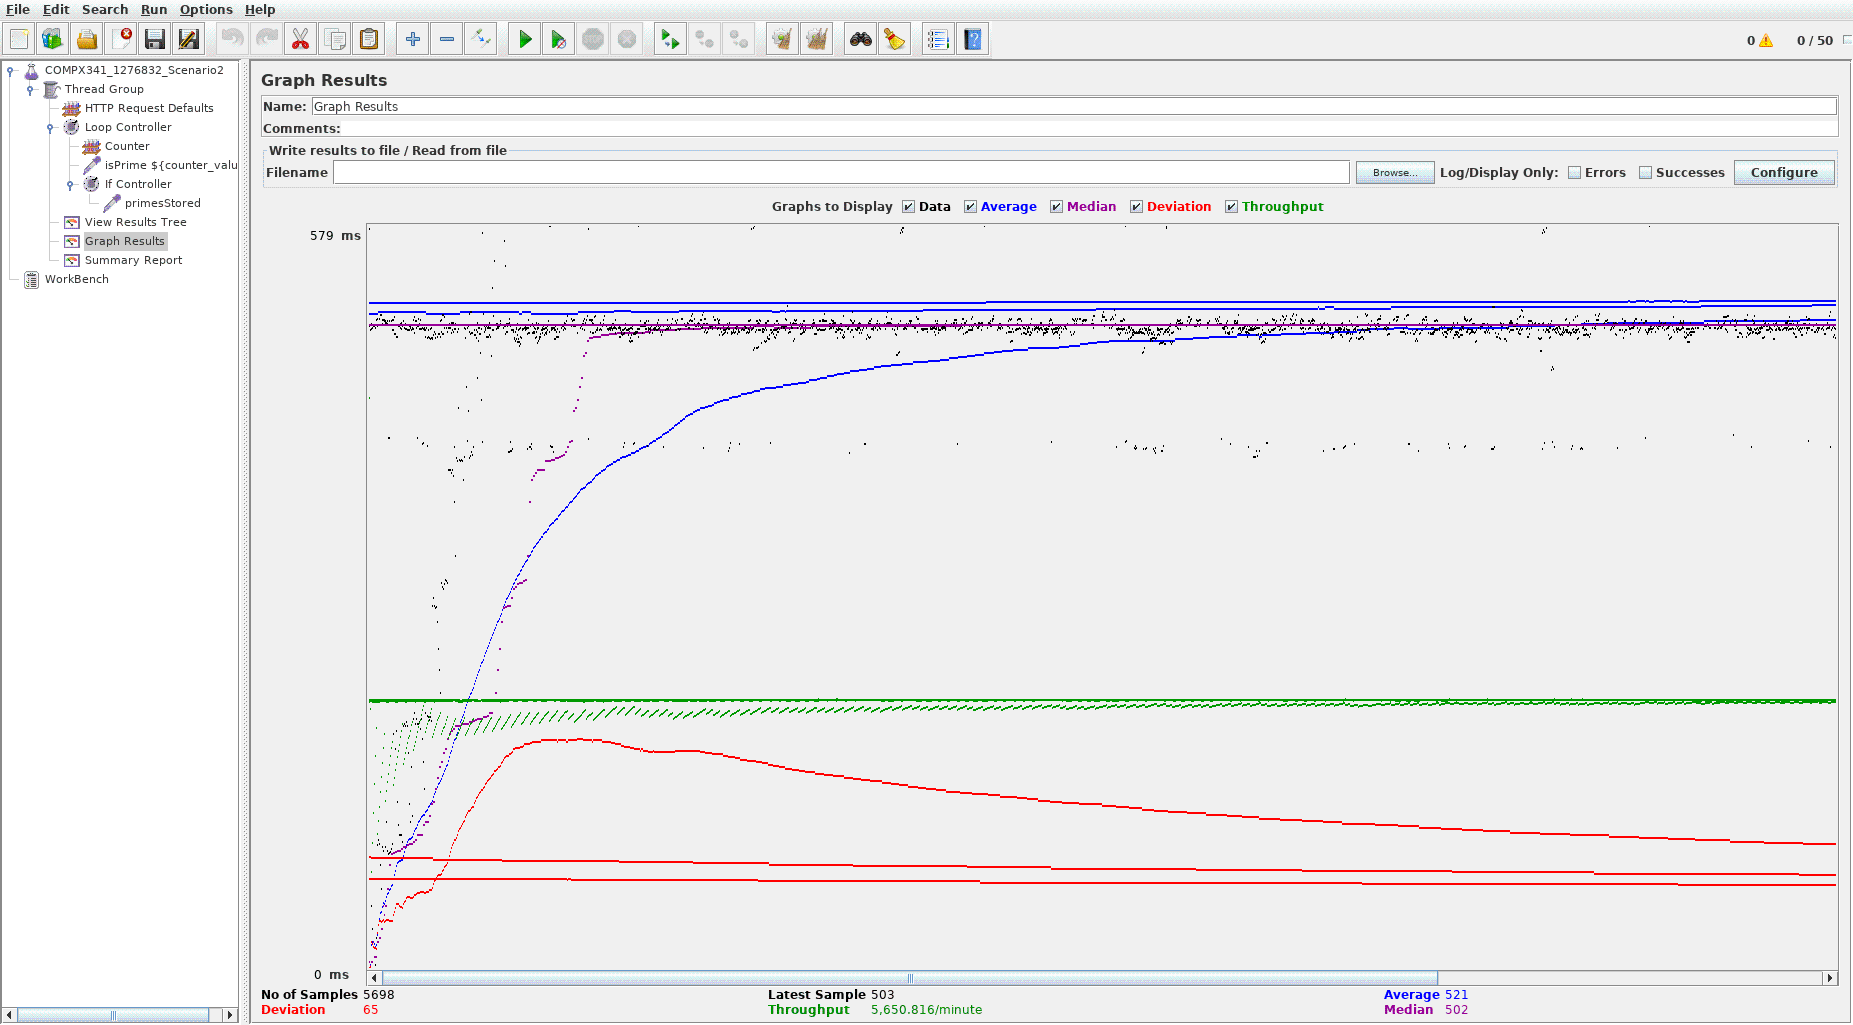 File Edit Search Run Options Help
0 0 / 50
COMPX341_1276832_Scenario2
Thread Group
HTTP Request Defaults
Loop Controller
Counter
isPrime ${counter_valu
If Controller
primesStored
View Results Tree
Graph Results
Summary Report
WorkBench
Graph Results
Name: Graph Results
Comments:
Write results to file / Read from file
Filename Browse... Log/Display Only: Errors Successes Configure
Graphs to Display Data Average Median Deviation Throughput
579 ms
0 ms
No of Samples 5698 Latest Sample 503 Average 521
Deviation 65 Throughput 5,650.816/minute Median 502